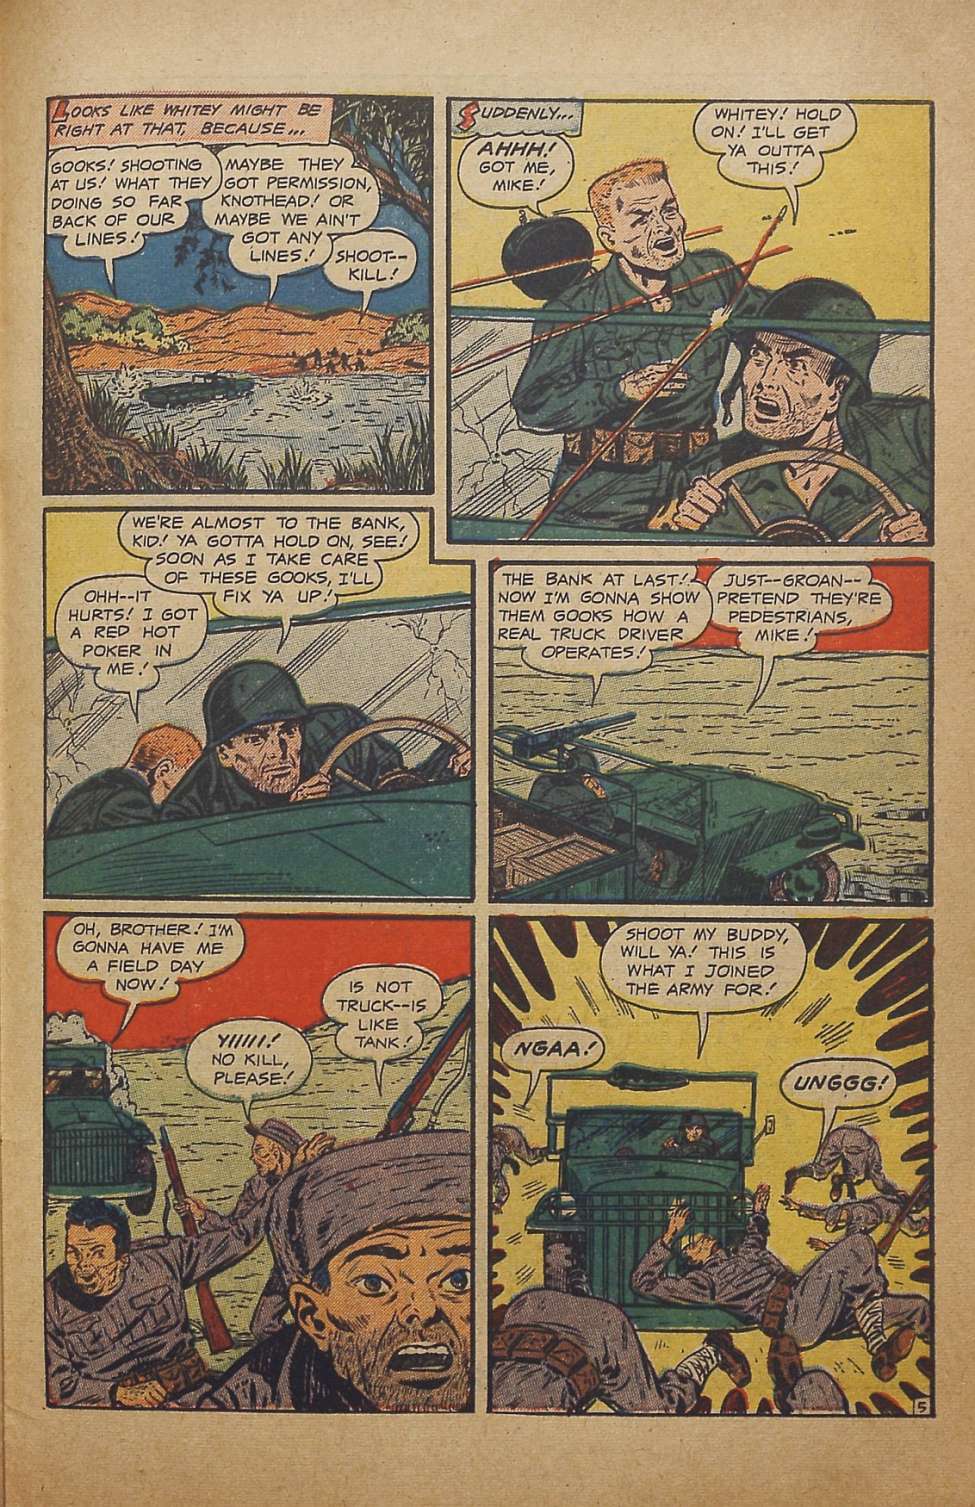 LOOKS LIKE WHITEY MIGHT BE
RIGHT AT THAT, BECAUSE...
GOOKS! SHOOTING
AT US! WHAT THEY
DOING SO FAR
BACK OF OUR
LINES!
MAYBE THEY
GOT PERMISSION,
KNOTHEAD! OR
MAYBE WE AIN'T
GOT ANY
LINES!
SHOOT--
KILL!
SUDDENLY...
AHHH!
GOT ME,
MIKE!
WHITEY! HOLD
ON! I'LL GET
YA OUTTA
THIS!
WE'RE ALMOST TO THE BANK,
KID! YA GOTTA HOLD ON, SEE!
SOON AS I TAKE CARE
OF THESE GOOKS, I'LL
FIX YA UP!
OHH--IT
HURTS! I GOT
A RED HOT
POKER IN
ME!
THE BANK AT LAST!
NOW I'M GONNA SHOW
THEM GOOKS HOW A
REAL TRUCK DRIVER
OPERATES!
JUST--GROAN--
PRETEND THEY'RE
PEDESTRIANS,
MIKE!
OH, BROTHER! I'M
GONNA HAVE ME
A FIELD DAY
NOW!
YIIIII!
NO KILL,
PLEASE!
IS NOT
TRUCK--IS
LIKE
TANK!
SHOOT MY BUDDY,
WILL YA! THIS IS
WHAT I JOINED
THE ARMY FOR!
NGAA!
UNGGG!
5